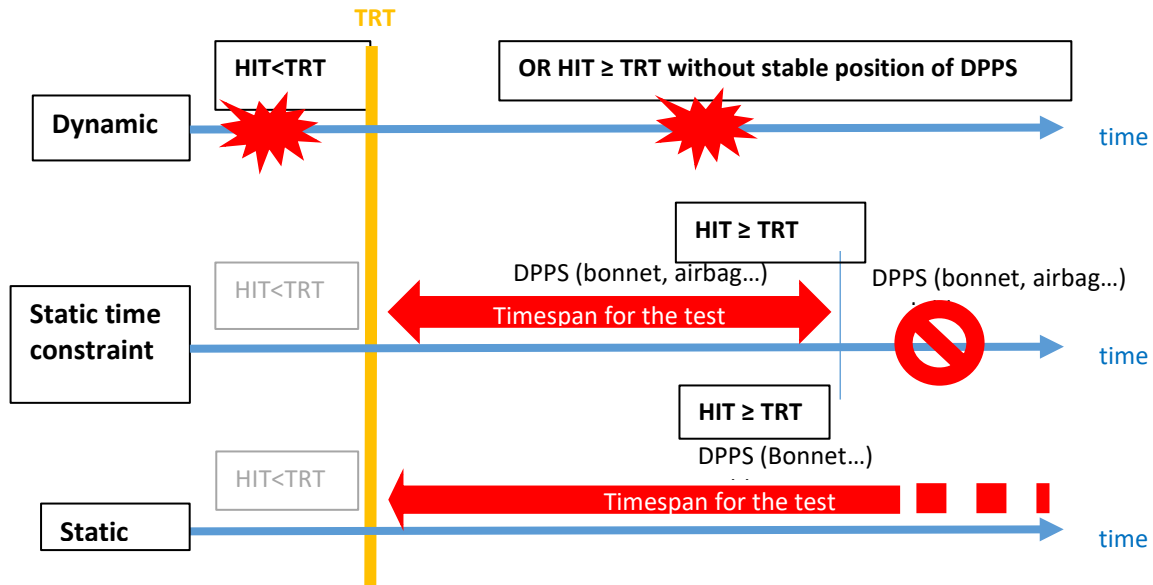 TRT
HIT<TRT
OR HIT ≥ TRT without stable position of DPPS
Dynamic
time
HIT ≥ TRT
HIT<TRT
DPPS (bonnet, airbag…)
DPPS (bonnet, airbag…)
Static time
constraint
Timespan for the test
time
HIT ≥ TRT
HIT<TRT
DPPS (Bonnet…)
Timespan for the test
Static
time